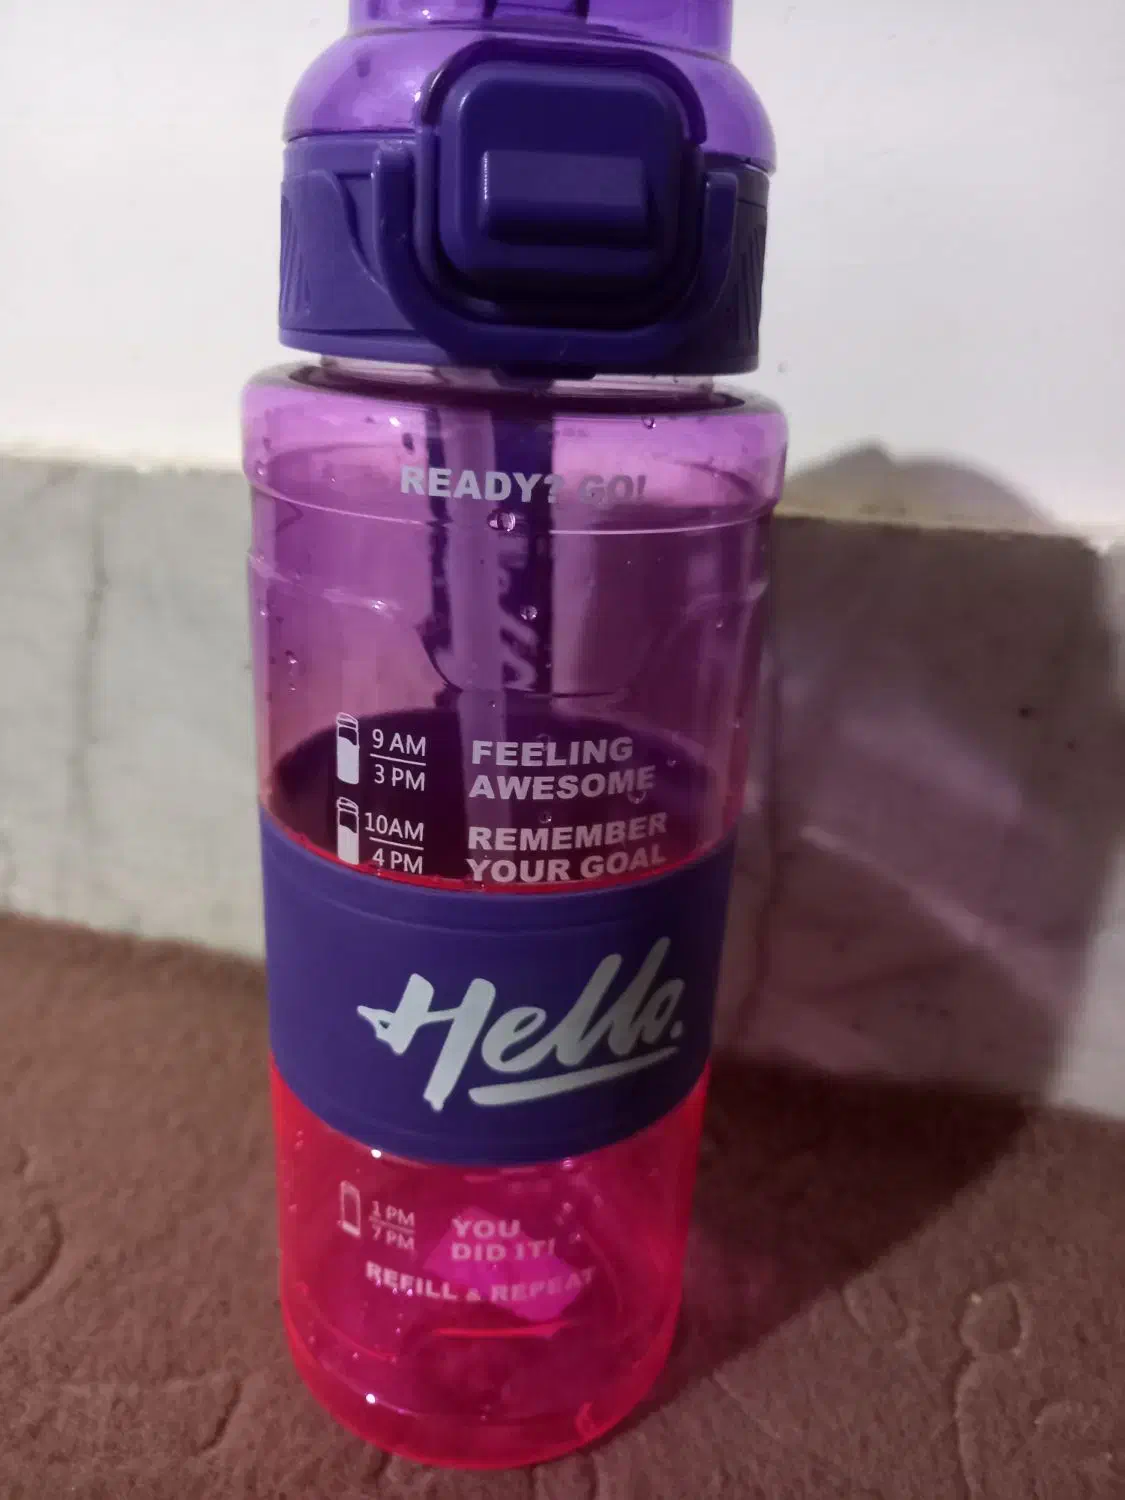 READY? GO!
9 AM
3 PM
FEELING
AWESOME
10AM
4 PM
REMEMBER
YOUR GOAL
Hello.
1 PM
7 PM
YOU
DID IT!
REFILL & REPEAT